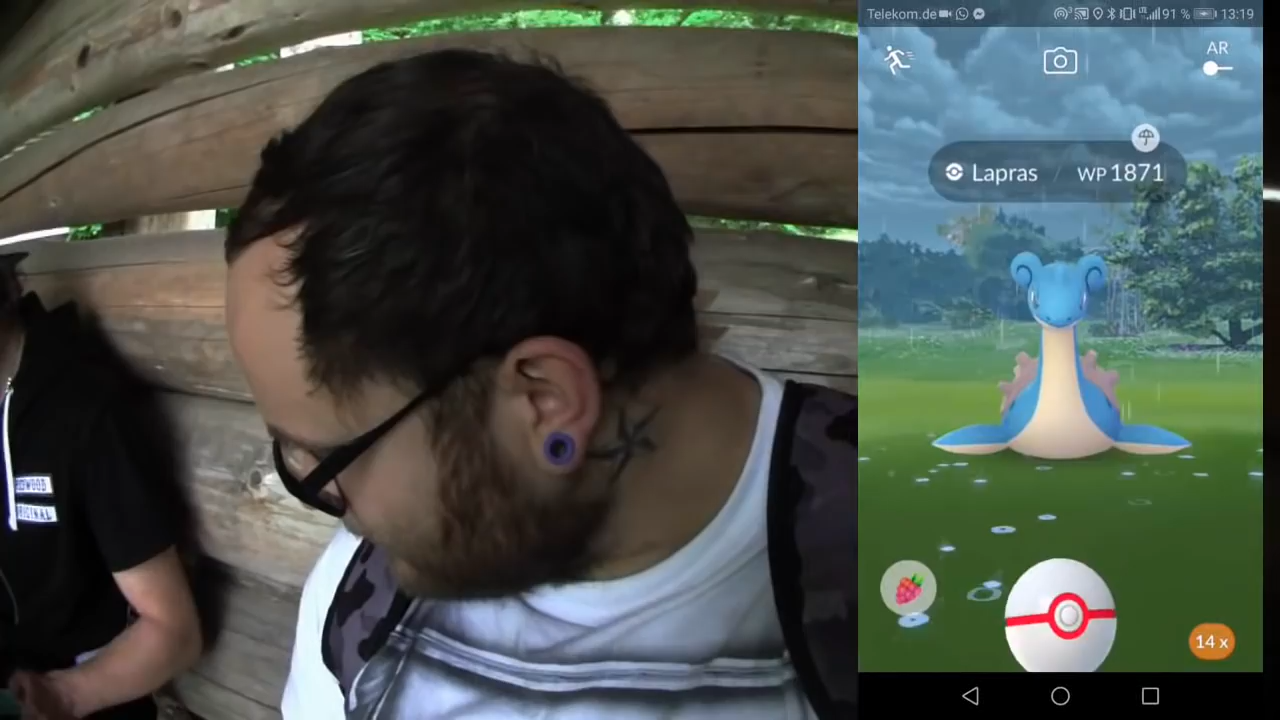 Telekom.de 91 % 13:19
AR
Lapras / WP 1871
14 x
ORIGINAL